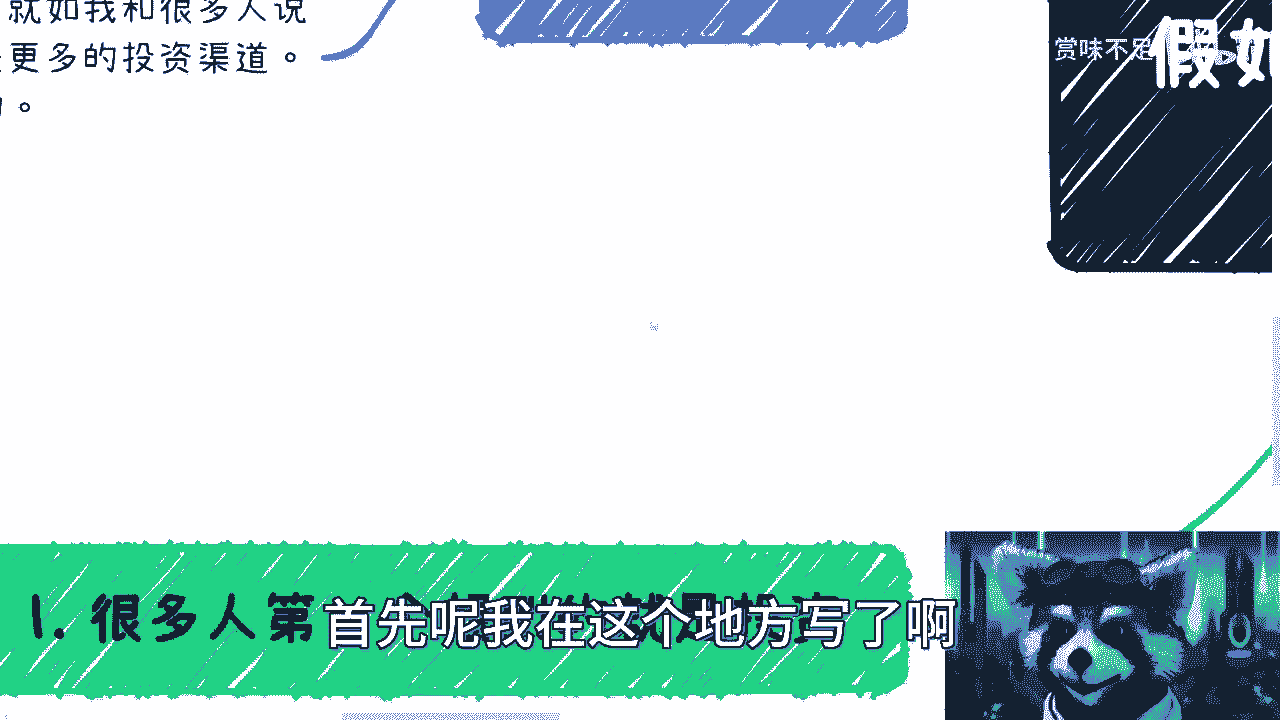 就如我和很多人说
更多的投资渠道。
。
赏味不足
假如
1. 很多人第
首先呢我在这个地方写了啊